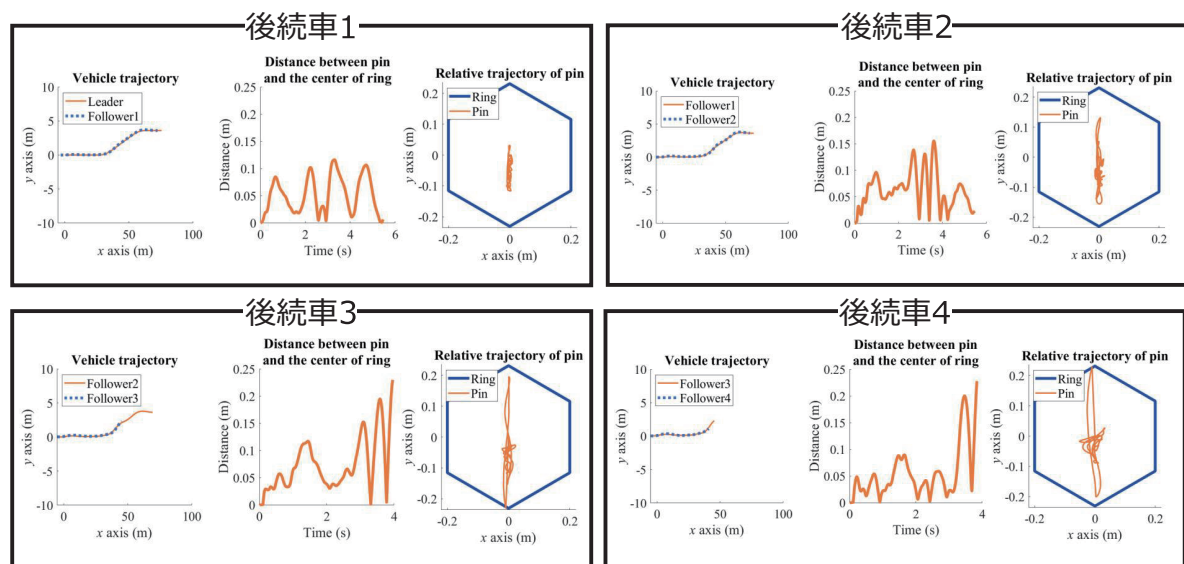 後続車1
Vehicle trajectory
y axis (m)
10
5
0
-5
-10
Leader
Follower1
0
50
100
x axis (m)
Distance between pin
and the center of ring
Distance (m)
0.25
0.2
0.15
0.1
0.05
0
0
2
4
6
Time (s)
Relative trajectory of pin
y axis (m)
0.2
0.1
0
-0.1
-0.2
Ring
Pin
-0.2
0
0.2
x axis (m)
後続車2
Vehicle trajectory
y axis (m)
10
5
0
-5
-10
Follower1
Follower2
0
50
100
x axis (m)
Distance between pin
and the center of ring
Distance (m)
0.25
0.2
0.15
0.1
0.05
0
0
2
4
6
Time (s)
Relative trajectory of pin
y axis (m)
0.2
0.1
0
-0.1
-0.2
Ring
Pin
-0.2
0
0.2
x axis (m)
後続車3
Vehicle trajectory
y axis (m)
10
5
0
-5
-10
Follower2
Follower3
0
50
100
x axis (m)
Distance between pin
and the center of ring
Distance (m)
0.25
0.2
0.15
0.1
0.05
0
0
2
4
Time (s)
Relative trajectory of pin
y axis (m)
0.2
0.1
0
-0.1
-0.2
Ring
Pin
-0.2
0
0.2
x axis (m)
後続車4
Vehicle trajectory
y axis (m)
10
5
0
-5
-10
Follower3
Follower4
0
50
100
x axis (m)
Distance between pin
and the center of ring
Distance (m)
0.25
0.2
0.15
0.1
0.05
0
0
2
4
Time (s)
Relative trajectory of pin
y axis (m)
0.2
0.1
0
-0.1
-0.2
Ring
Pin
-0.2
0
0.2
x axis (m)